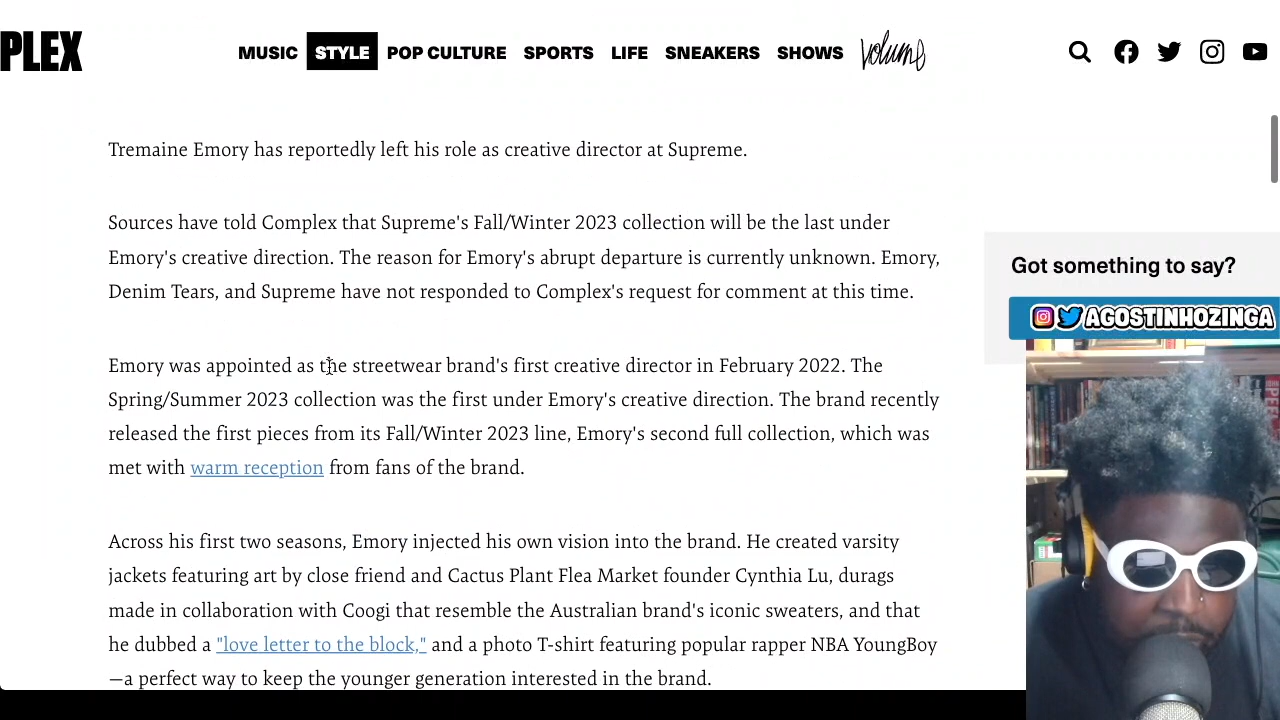 PLEX
MUSIC STYLE POP CULTURE SPORTS LIFE SNEAKERS SHOWS Volume
Tremaine Emory has reportedly left his role as creative director at Supreme.
Sources have told Complex that Supreme's Fall/Winter 2023 collection will be the last under
Emory's creative direction. The reason for Emory's abrupt departure is currently unknown. Emory,
Denim Tears, and Supreme have not responded to Complex's request for comment at this time.
Got something to say?
AGOSTINHOZINGA
Emory was appointed as the streetwear brand's first creative director in February 2022. The
Spring/Summer 2023 collection was the first under Emory's creative direction. The brand recently
released the first pieces from its Fall/Winter 2023 line, Emory's second full collection, which was
met with warm reception from fans of the brand.
Across his first two seasons, Emory injected his own vision into the brand. He created varsity
jackets featuring art by close friend and Cactus Plant Flea Market founder Cynthia Lu, durags
made in collaboration with Coogi that resemble the Australian brand's iconic sweaters, and that
he dubbed a "love letter to the block," and a photo T-shirt featuring popular rapper NBA YoungBoy
—a perfect way to keep the younger generation interested in the brand.